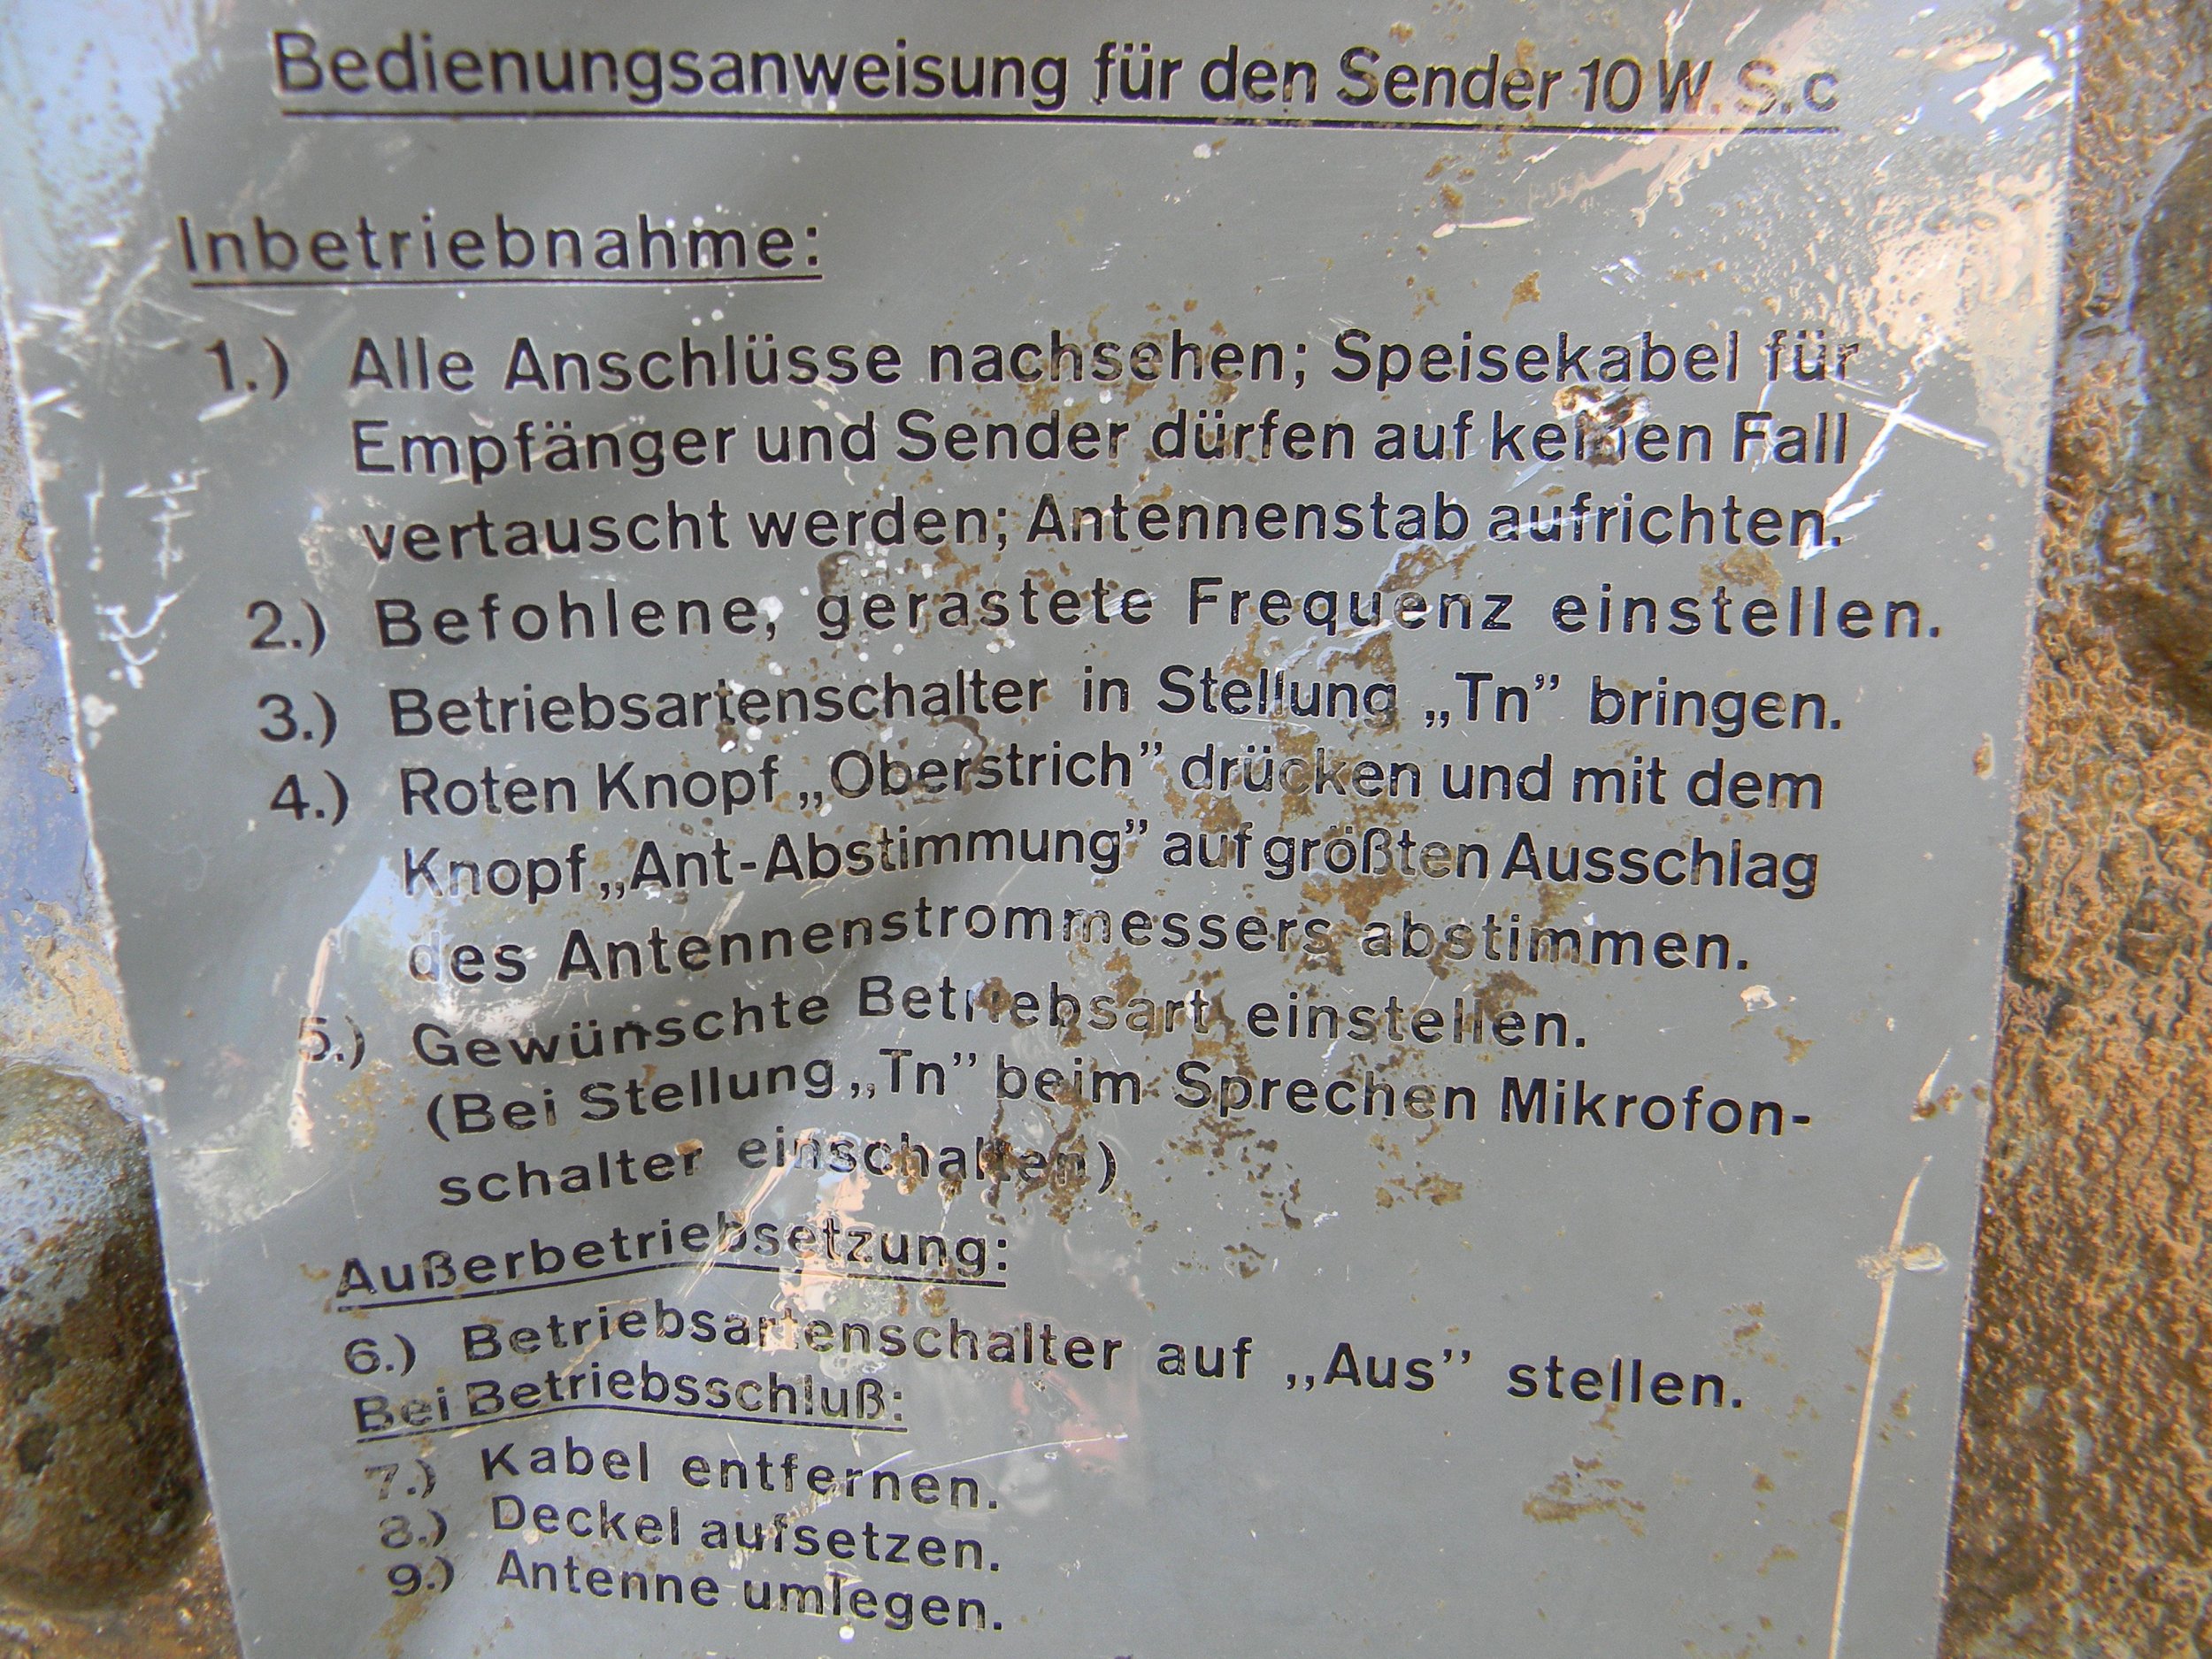 Bedienungsanweisung für den Sender 10 W. S. c
Inbetriebnahme:
1.) Alle Anschlüsse nachsehen; Speisekabel für
Empfänger und Sender dürfen auf keinen Fall
vertauscht werden; Antennenstab aufrichten.
2.) Befohlene, gerastete Frequenz einstellen.
3.) Betriebsartenschalter in Stellung „Tn” bringen.
4.) Roten Knopf „Oberstrich” drücken und mit dem
Knopf „Ant-Abstimmung” auf größten Ausschlag
des Antennenstrommessers abstimmen.
5.) Gewünschte Betriebsart einstellen.
(Bei Stellung „Tn” beim Sprechen Mikrofon-
schalter einschalten)
Außerbetriebsetzung:
6.) Betriebsartenschalter auf „Aus” stellen.
Bei Betriebsschluß:
7.) Kabel entfernen.
8.) Deckel aufsetzen.
9.) Antenne umlegen.